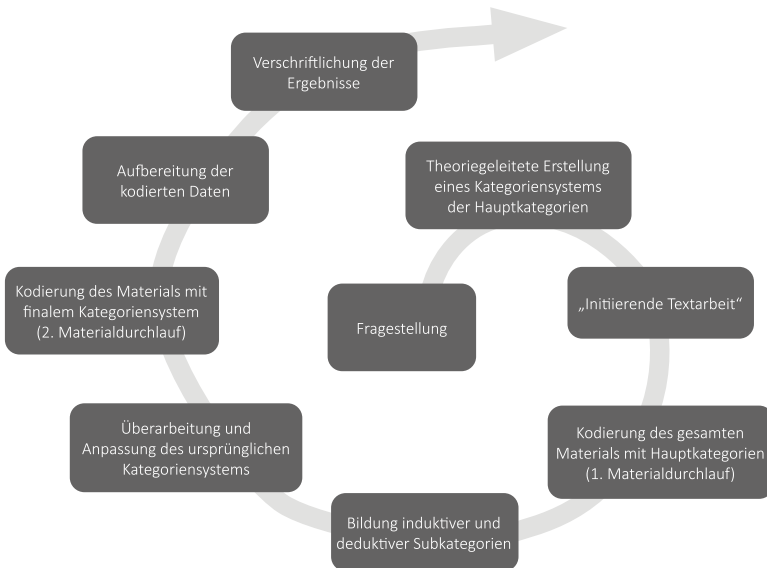 Verschriftlichung der
Ergebnisse
Aufbereitung der
kodierten Daten
Theoriegeleitete Erstellung
eines Kategoriensystems
der Hauptkategorien
Kodierung des Materials mit
finalem Kategoriensystem
(2. Materialdurchlauf)
Fragestellung
„Initiierende Textarbeit“
Überarbeitung und
Anpassung des ursprünglichen
Kategoriensystems
Kodierung des gesamten
Materials mit Hauptkategorien
(1. Materialdurchlauf)
Bildung induktiver und
deduktiver Subkategorien